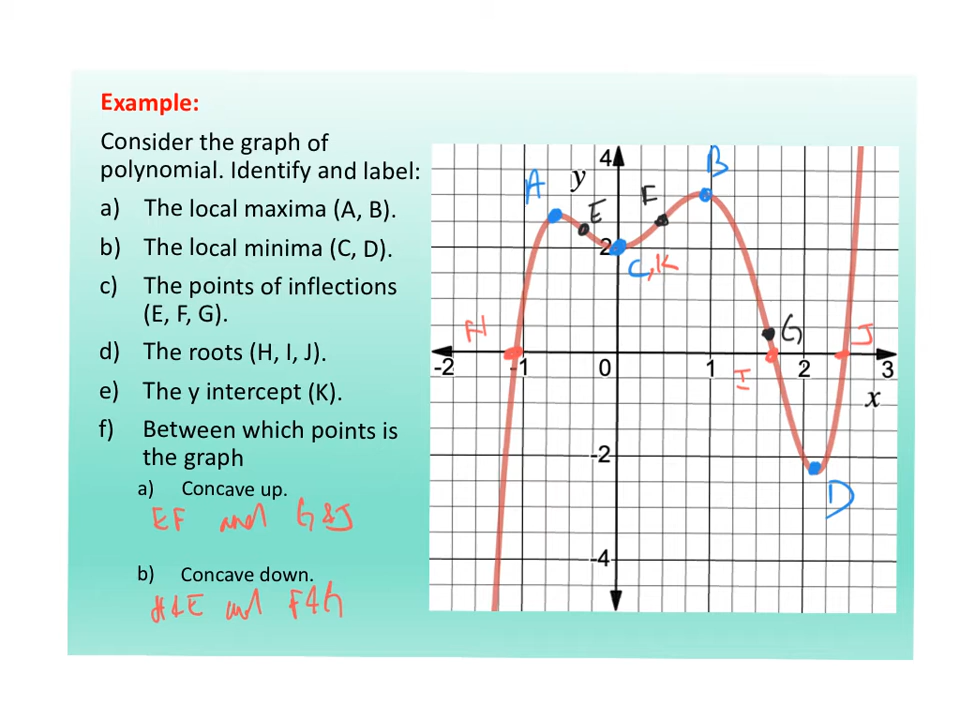 Example:
Consider the graph of
polynomial. Identify and label:
a) The local maxima (A, B).
b) The local minima (C, D).
c) The points of inflections
(E, F, G).
d) The roots (H, I, J).
e) The y intercept (K).
f) Between which points is
the graph
a) Concave up.
EF and G&J
b) Concave down.
H&E and F&G
4
B
A
y
E
F
2
C,K
H
G
J
-2
-1
0
1
2
3
I
x
-2
D
-4